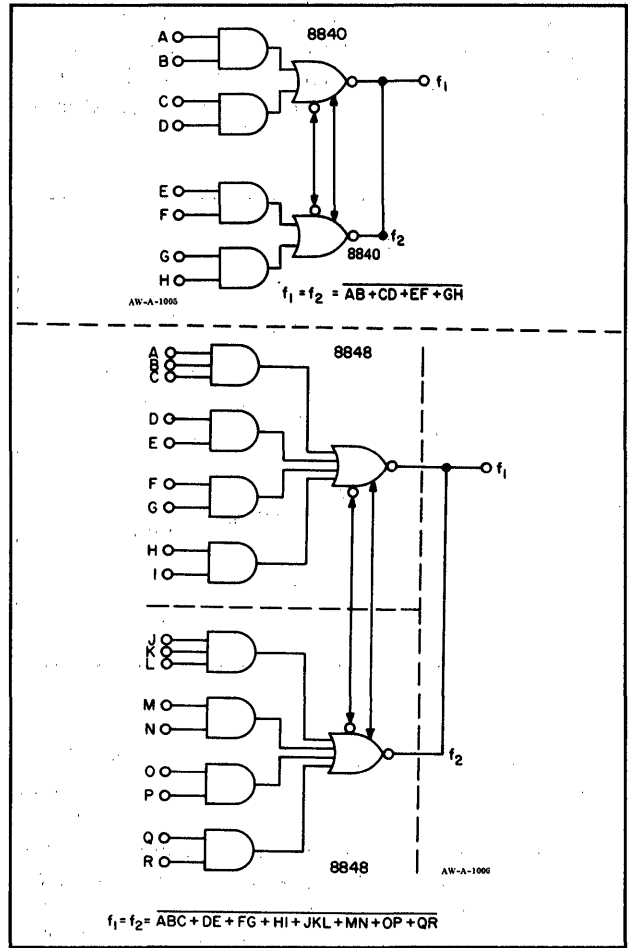 8840
A
B
f₁
C
D
E
F
f₂
G
8840
H
AW-A-1005
f₁ = f₂ = AB + CD + EF + GH
8848
A
B
C
D
E
f₁
F
G
H
I
J
K
L
M
N
f₂
O
P
Q
R
8848
AW-A-1006
f₁ = f₂ = ABC + DE + FG + HI + JKL + MN + OP + QR